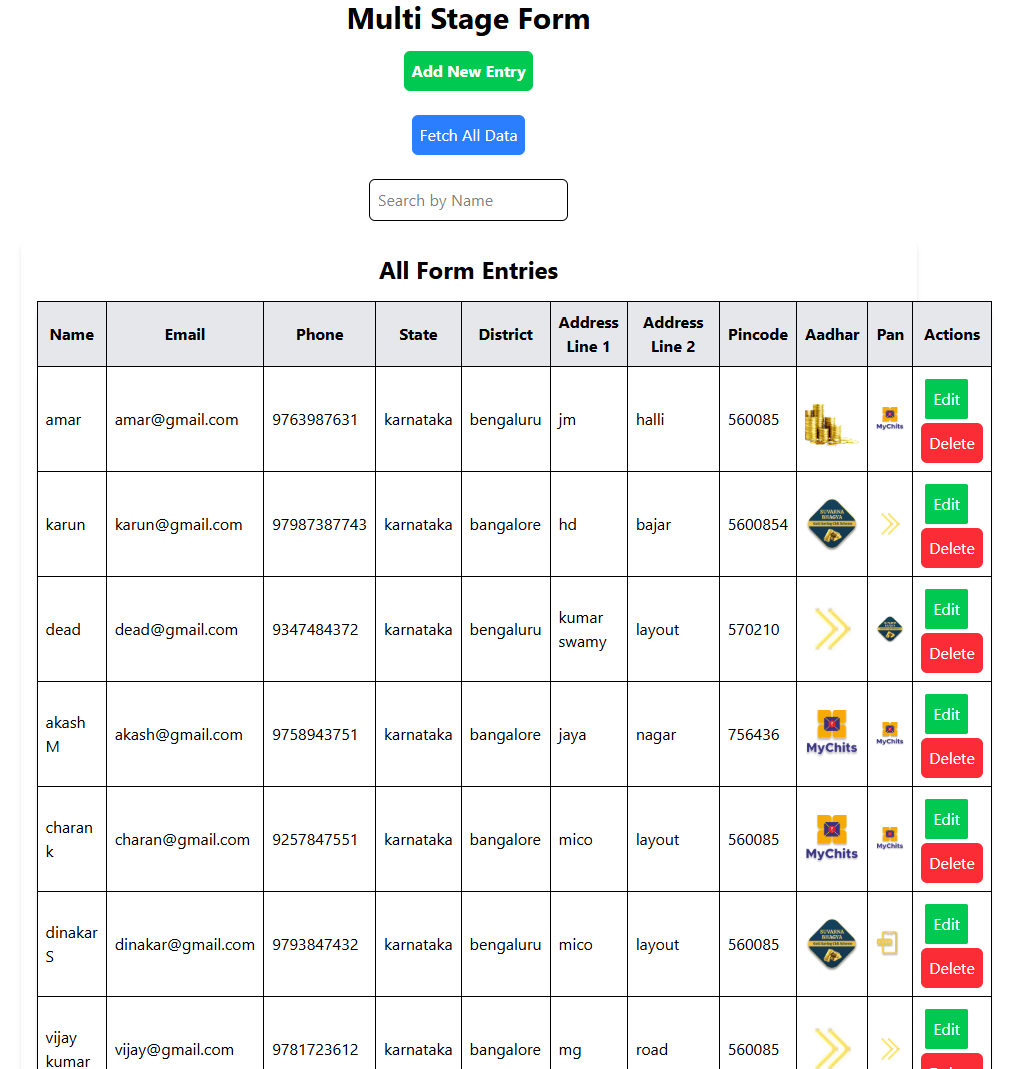 Multi Stage Form
Add New Entry
Fetch All Data
Search by Name
All Form Entries
Name Email Phone State District Address Line 1 Address Line 2 Pincode Aadhar Pan Actions
amar amar@gmail.com 9763987631 karnataka bengaluru jm halli 560085 MyChits Edit
Delete
karun karun@gmail.com 97987387743 karnataka bangalore hd bajar 5600854 SUVARNA BHAGYA Edit
Delete
dead dead@gmail.com 9347484372 karnataka bengaluru kumar swamy layout 570210 Edit
Delete
akash M akash@gmail.com 9758943751 karnataka bangalore jaya nagar 756436 MyChits MyChits Edit
Delete
charan k charan@gmail.com 9257847551 karnataka bangalore mico layout 560085 MyChits MyChits Edit
Delete
dinakar S dinakar@gmail.com 9793847432 karnataka bengaluru mico layout 560085 SUVARNA BHAGYA Edit
Delete
vijay kumar vijay@gmail.com 9781723612 karnataka bangalore mg road 560085 Edit